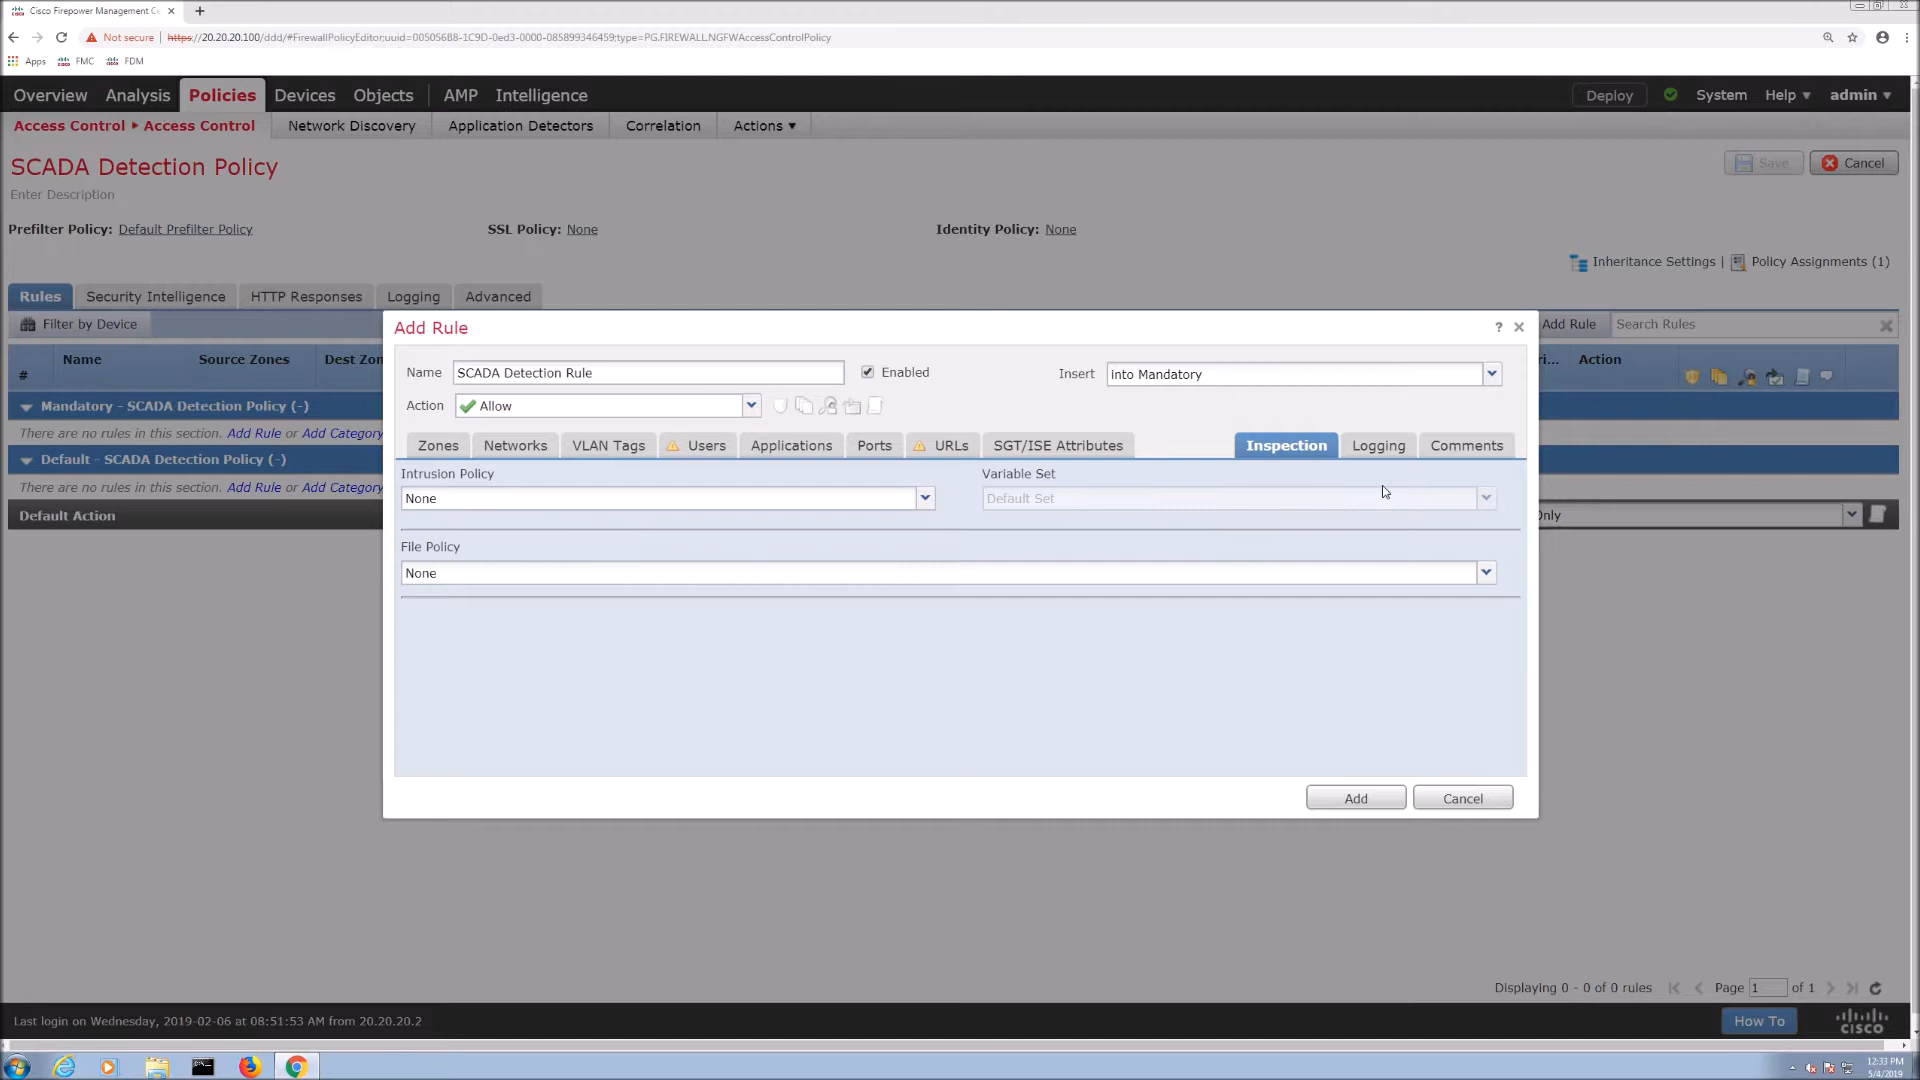 Cisco Firepower Management Ce
Not secure https://20.20.20.100/ddd/#FirewallPolicyEditor;uuid=005056B8-1C9D-0ed3-0000-085899346459;type=PG.FIREWALL.NGFWAccessControlPolicy
Apps FMC FDM
Overview Analysis Policies Devices Objects AMP Intelligence Deploy System Help admin
Access Control Access Control Network Discovery Application Detectors Correlation Actions
SCADA Detection Policy Save Cancel
Enter Description
Prefilter Policy: Default Prefilter Policy SSL Policy: None Identity Policy: None
Inheritance Settings | Policy Assignments (1)
Rules Security Intelligence HTTP Responses Logging Advanced
Filter by Device Add Rule Search Rules
# Name Source Zones Dest Zon ri... Action
Mandatory - SCADA Detection Policy (-)
There are no rules in this section. Add Rule or Add Category
Default - SCADA Detection Policy (-)
There are no rules in this section. Add Rule or Add Category
Default Action Only
Add Rule ?
Name SCADA Detection Rule Enabled Insert into Mandatory
Action Allow
Zones Networks VLAN Tags Users Applications Ports URLs SGT/ISE Attributes Inspection Logging Comments
Intrusion Policy Variable Set
None Default Set
File Policy
None
Add Cancel
Displaying 0 - 0 of 0 rules Page 1 of 1
Last login on Wednesday, 2019-02-06 at 08:51:53 AM from 20.20.20.2 How To
CISCO
12:33 PM
5/4/2019